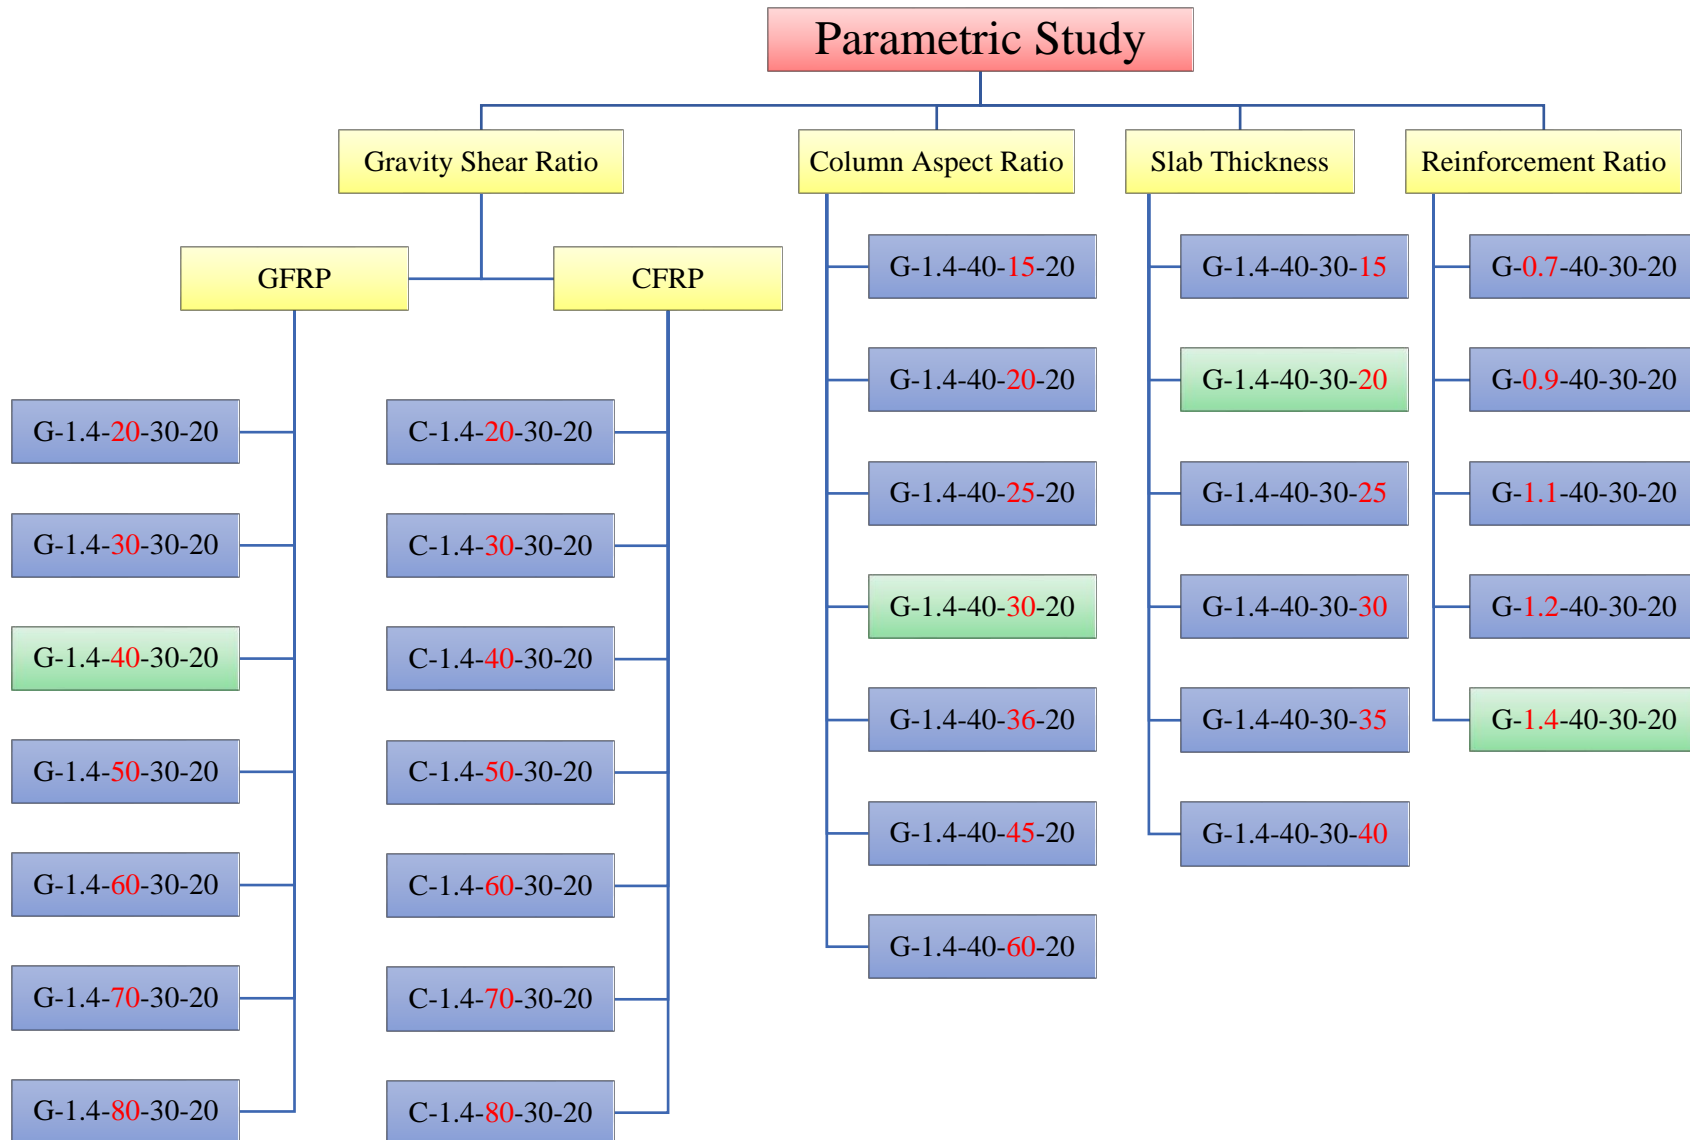 Parametric Study
Gravity Shear Ratio
GFRP
G-1.4-20-30-20
G-1.4-30-30-20
G-1.4-40-30-20
G-1.4-50-30-20
G-1.4-60-30-20
G-1.4-70-30-20
G-1.4-80-30-20
CFRP
C-1.4-20-30-20
C-1.4-30-30-20
C-1.4-40-30-20
C-1.4-50-30-20
C-1.4-60-30-20
C-1.4-70-30-20
C-1.4-80-30-20
Column Aspect Ratio
G-1.4-40-15-20
G-1.4-40-20-20
G-1.4-40-25-20
G-1.4-40-30-20
G-1.4-40-36-20
G-1.4-40-45-20
G-1.4-40-60-20
Slab Thickness
G-1.4-40-30-15
G-1.4-40-30-20
G-1.4-40-30-25
G-1.4-40-30-30
G-1.4-40-30-35
G-1.4-40-30-40
Reinforcement Ratio
G-0.7-40-30-20
G-0.9-40-30-20
G-1.1-40-30-20
G-1.2-40-30-20
G-1.4-40-30-20